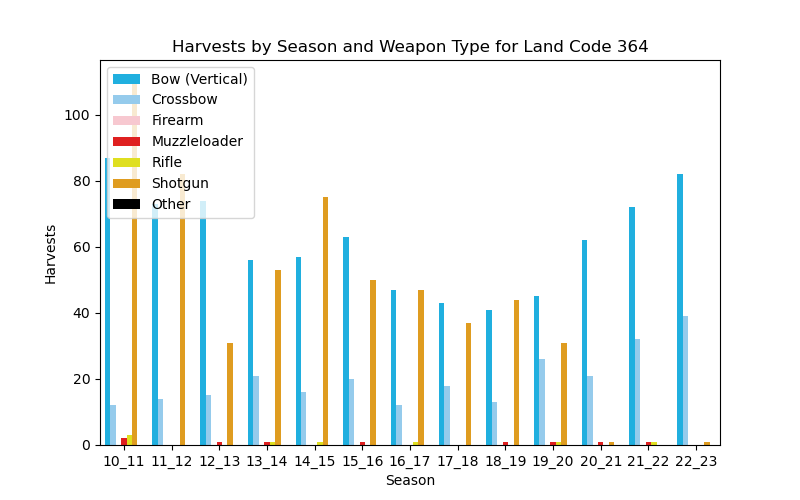 Harvests by Season and Weapon Type for Land Code 364
Bow (Vertical)
Crossbow
Firearm
Muzzleloader
Rifle
Shotgun
Other
100
80
60
40
20
0
Harvests
10_11 11_12 12_13 13_14 14_15 15_16 16_17 17_18 18_19 19_20 20_21 21_22 22_23
Season